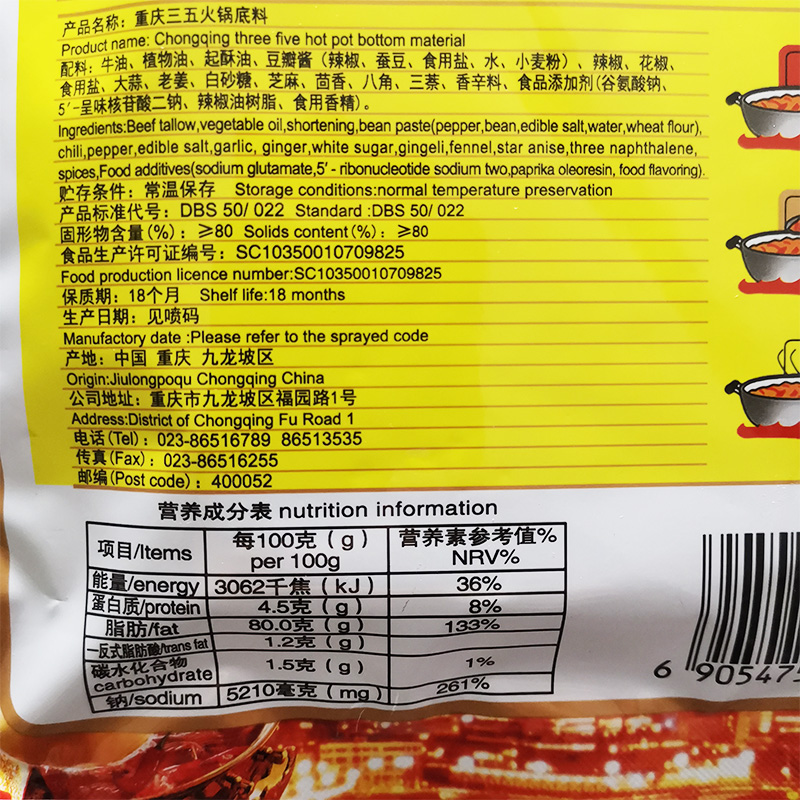 产品名称：重庆三五火锅底料
Product name: Chongqing three five hot pot bottom material
配料：牛油、植物油、起酥油、豆瓣酱（辣椒、蚕豆、食用盐、水、小麦粉）、辣椒、花椒、
食用盐、大蒜、老姜、白砂糖、芝麻、茴香、八角、三萘、香辛料、食品添加剂(谷氨酸钠、
5′-呈味核苷酸二钠、辣椒油树脂、食用香精)。
Ingredients:Beef tallow,vegetable oil,shortening,bean paste(pepper,bean,edible salt,water,wheat flour),
chili,pepper,edible salt,garlic, ginger,white sugar,gingeli,fennel,star anise,three naphthalene,
spices,Food additives(sodium glutamate,5′ - ribonucleotide sodium two,paprika oleoresin, food flavoring).
贮存条件：常温保存 Storage conditions:normal temperature preservation
产品标准代号：DBS 50/ 022 Standard :DBS 50/ 022
固形物含量(%)：≥80 Solids content(%)：≥80
食品生产许可证编号：SC10350010709825
Food production licence number:SC10350010709825
保质期：18个月 Shelf life:18 months
生产日期：见喷码
Manufactory date :Please refer to the sprayed code
产地：中国 重庆 九龙坡区
Origin:Jiulongpoqu Chongqing China
公司地址：重庆市九龙坡区福园路1号
Address:District of Chongqing Fu Road 1
电话(Tel)：023-86516789 86513535
传真(Fax)：023-86516255
邮编(Post code)：400052
营养成分表 nutrition information
项目/Items 每100克（g） per 100g 营养素参考值% NRV%
能量/energy 3062千焦（kJ） 36%
蛋白质/protein 4.5克（g） 8%
脂肪/fat 80.0克（g） 133%
—反式脂肪酸/trans fat 1.2克（g）
碳水化合物 carbohydrate 1.5克（g） 1%
钠/sodium 5210毫克（mg） 261%
6 905475